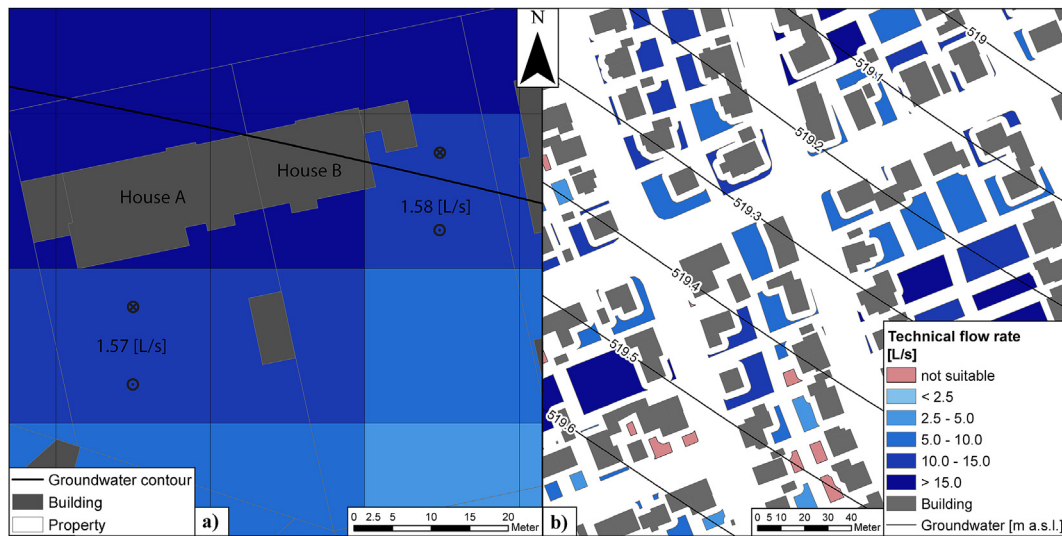 House A
House B
1.58 [L/s]
1.57 [L/s]
Groundwater contour
Building
Property
a)
0 2.5 5 10 15 20
Meter
N
519
519.1
519.2
519.3
519.4
519.5
519.6
b)
0 5 10 20 30 40
Meter
Technical flow rate
[L/s]
not suitable
< 2.5
2.5 - 5.0
5.0 - 10.0
10.0 - 15.0
> 15.0
Building
Groundwater [m a.s.l.]